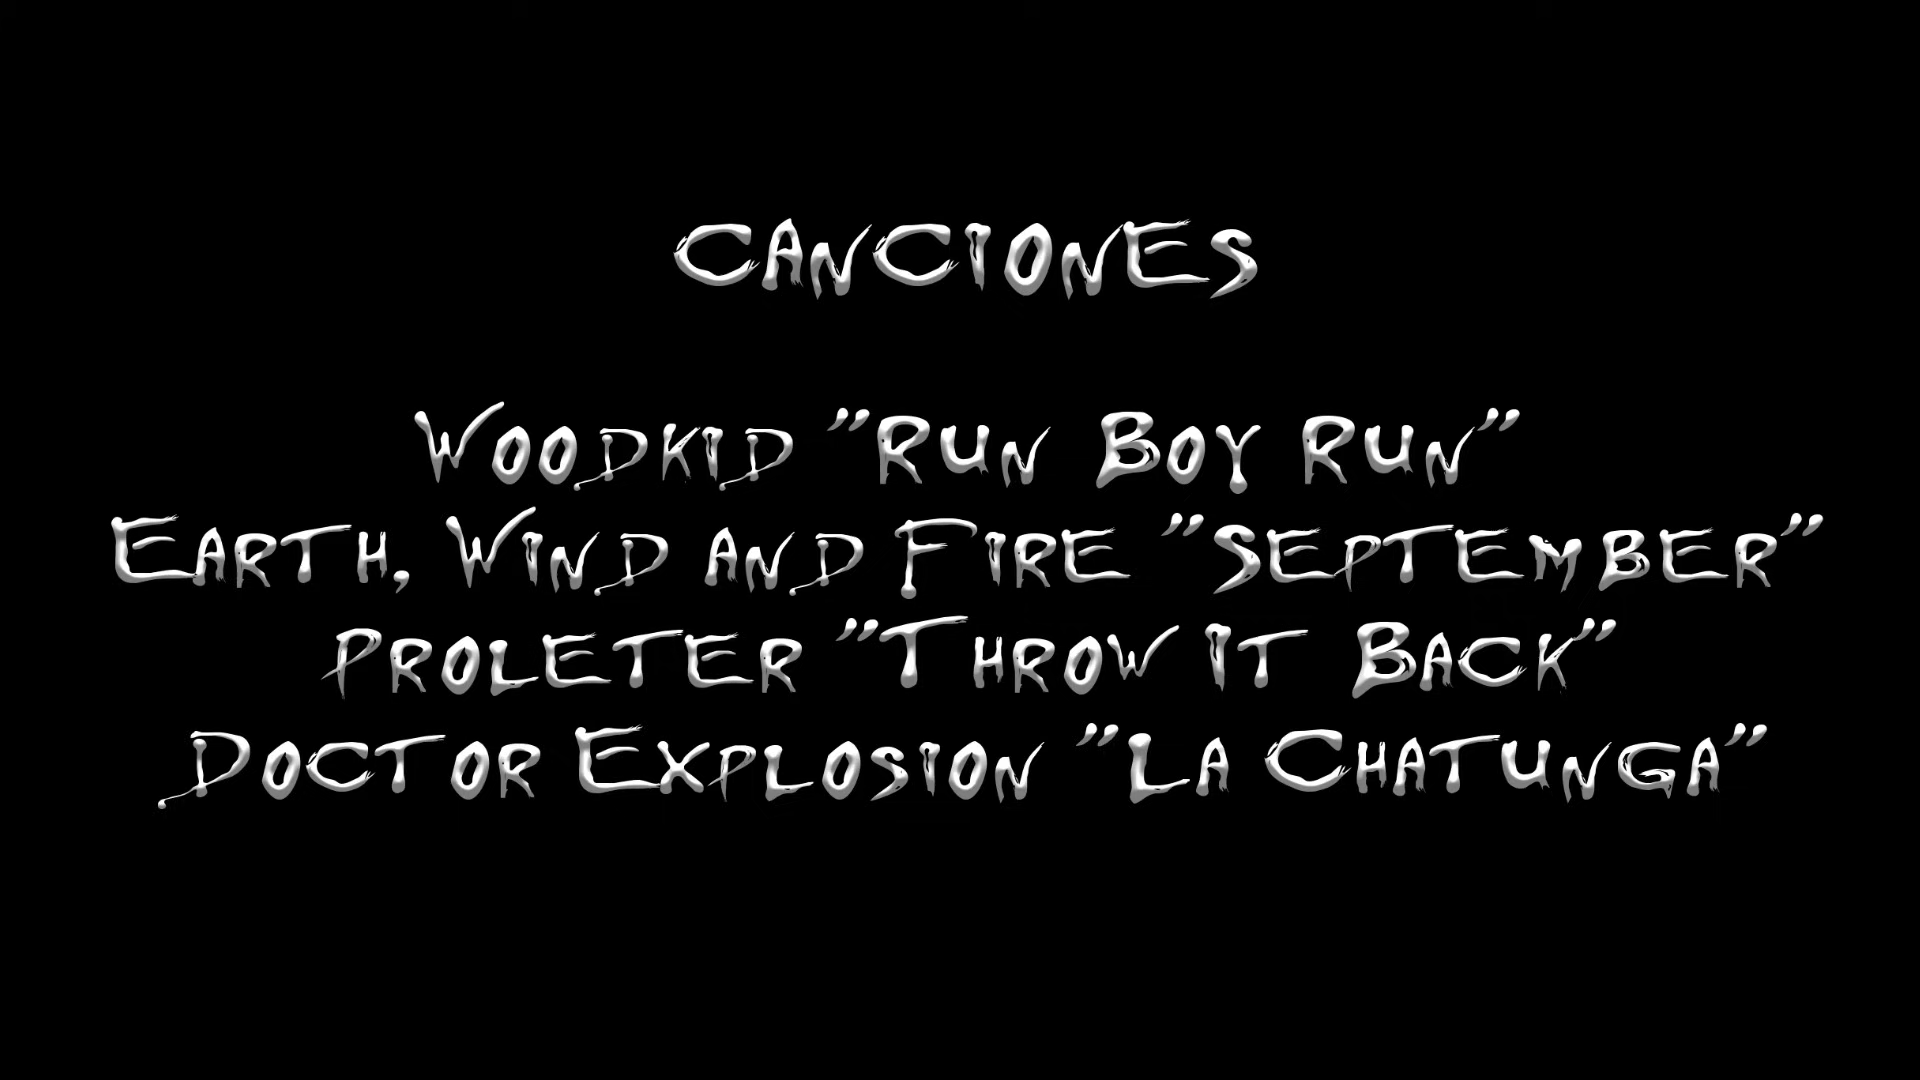 Canciones
Woodkid "Run Boy Run"
Earth, Wind and Fire "September"
Proleter "Throw It Back"
Doctor Explosion "La Chatunga"